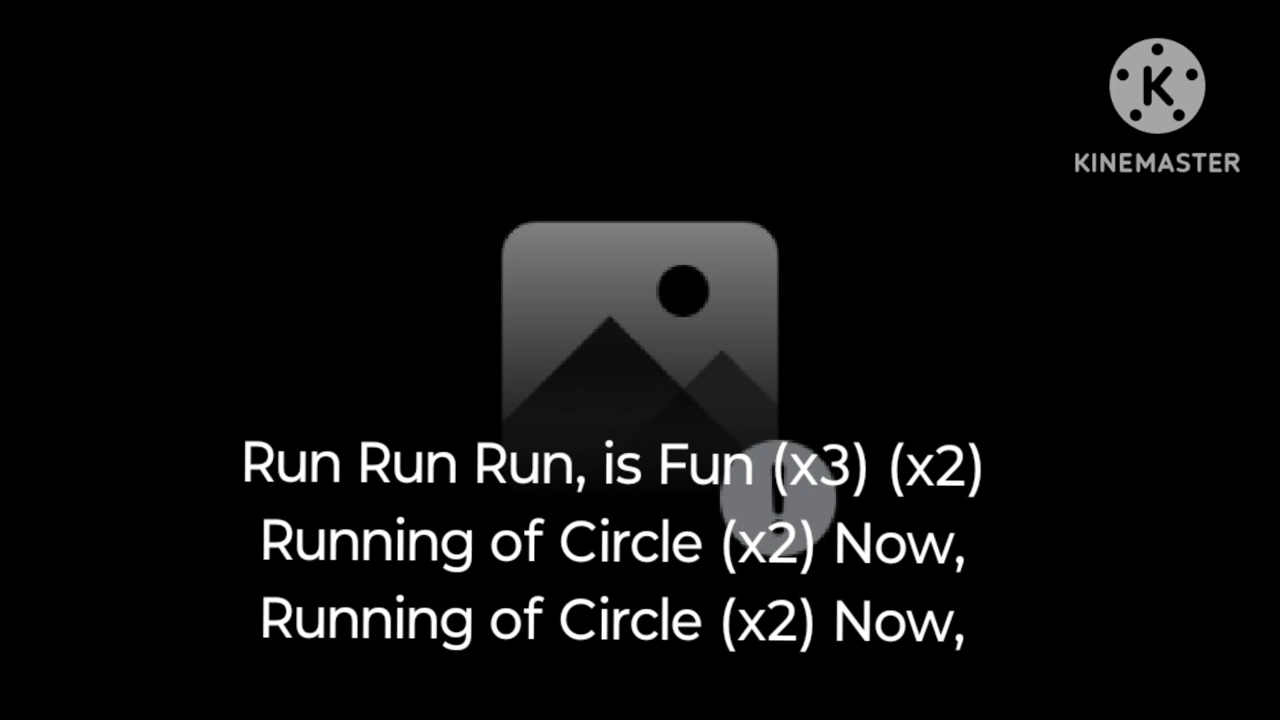 K
KINEMASTER
Run Run Run, is Fun (x3) (x2)
Running of Circle (x2) Now,
Running of Circle (x2) Now,